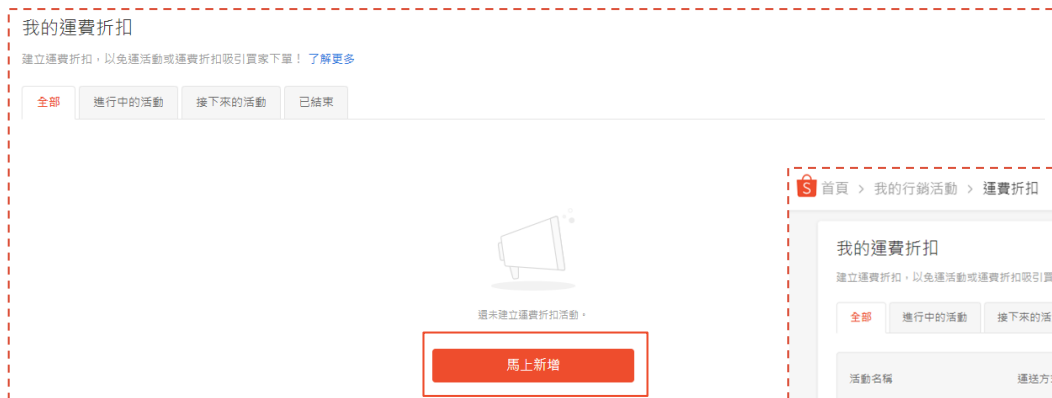 我的運費折扣
建立運費折扣，以免運活動或運費折扣吸引買家下單！ 了解更多
全部 進行中的活動 接下來的活動 已結束
還未建立運費折扣活動。
馬上新增
首頁 > 我的行銷活動 > 運費折扣
我的運費折扣
建立運費折扣，以免運活動或運費折扣吸引買
全部 進行中的活動 接下來的活
活動名稱 運送方式